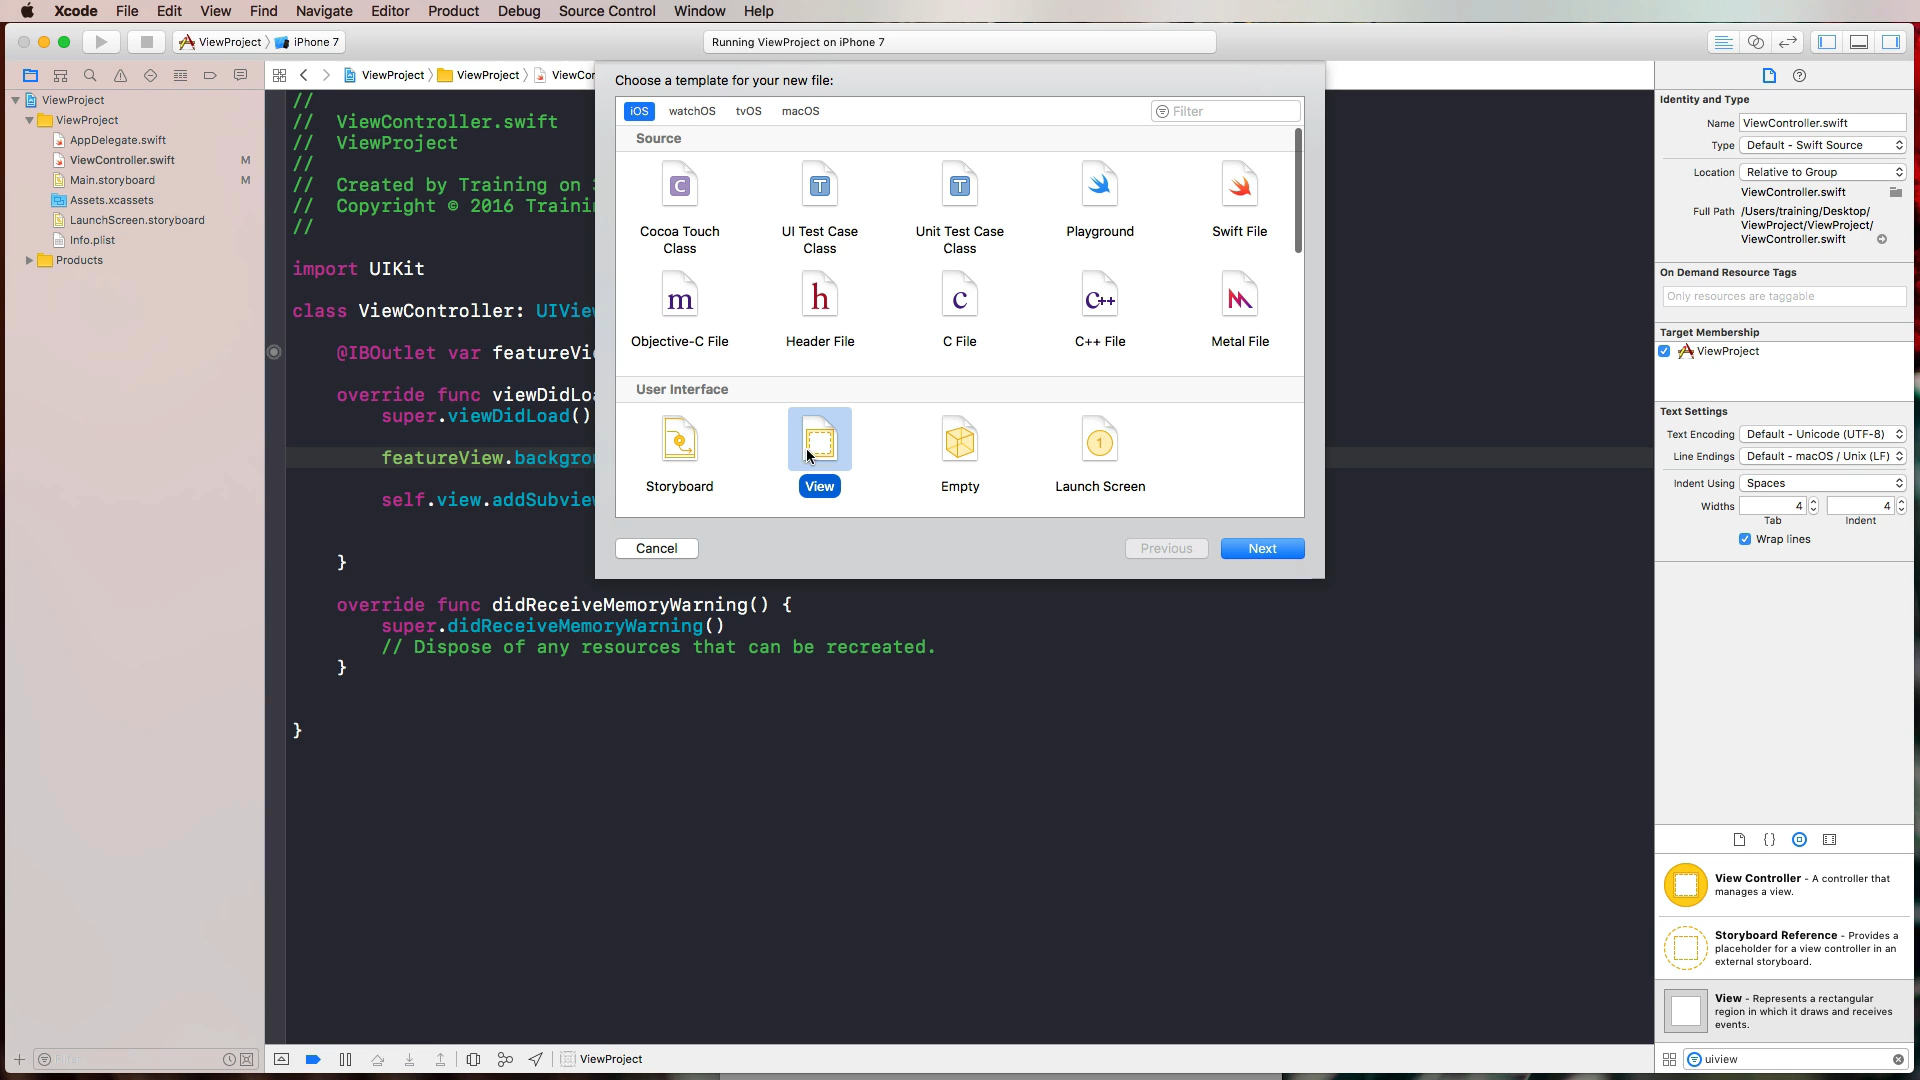 Xcode File Edit View Find Navigate Editor Product Debug Source Control Window Help
ViewProject iPhone 7
Running ViewProject on iPhone 7
ViewProject
ViewProject
AppDelegate.swift
ViewController.swift M
Main.storyboard M
Assets.xcassets
LaunchScreen.storyboard
Info.plist
Products
ViewProject ViewProject ViewCo
//
// ViewController.swift
// ViewProject
//
// Created by Training on
// Copyright © 2016 Traini
//
import UIKit
class ViewController: UIVie
@IBOutlet var featureVi
override func viewDidLoa
super.viewDidLoad()
featureView.backgrou
self.view.addSubvie
}
override func didReceiveMemoryWarning() {
super.didReceiveMemoryWarning()
// Dispose of any resources that can be recreated.
}
}
Choose a template for your new file:
iOS watchOS tvOS macOS Filter
Source
C T T
Cocoa Touch Class
UI Test Case Class
Unit Test Case Class
Playground
Swift File
m h c C++
Objective-C File Header File C File C++ File Metal File
User Interface
1
Storyboard View Empty Launch Screen
Cancel Previous Next
Identity and Type
Name ViewController.swift
Type Default - Swift Source
Location Relative to Group
ViewController.swift
Full Path /Users/training/Desktop/
ViewProject/ViewProject/
ViewController.swift
On Demand Resource Tags
Only resources are taggable
Target Membership
ViewProject
Text Settings
Text Encoding Default - Unicode (UTF-8)
Line Endings Default - macOS / Unix (LF)
Indent Using Spaces
Widths 4 4
Tab Indent
Wrap lines
{}
View Controller - A controller that
manages a view.
Storyboard Reference - Provides a
placeholder for a view controller in an
external storyboard.
View - Represents a rectangular
region in which it draws and receives
events.
Filter
ViewProject
uiview